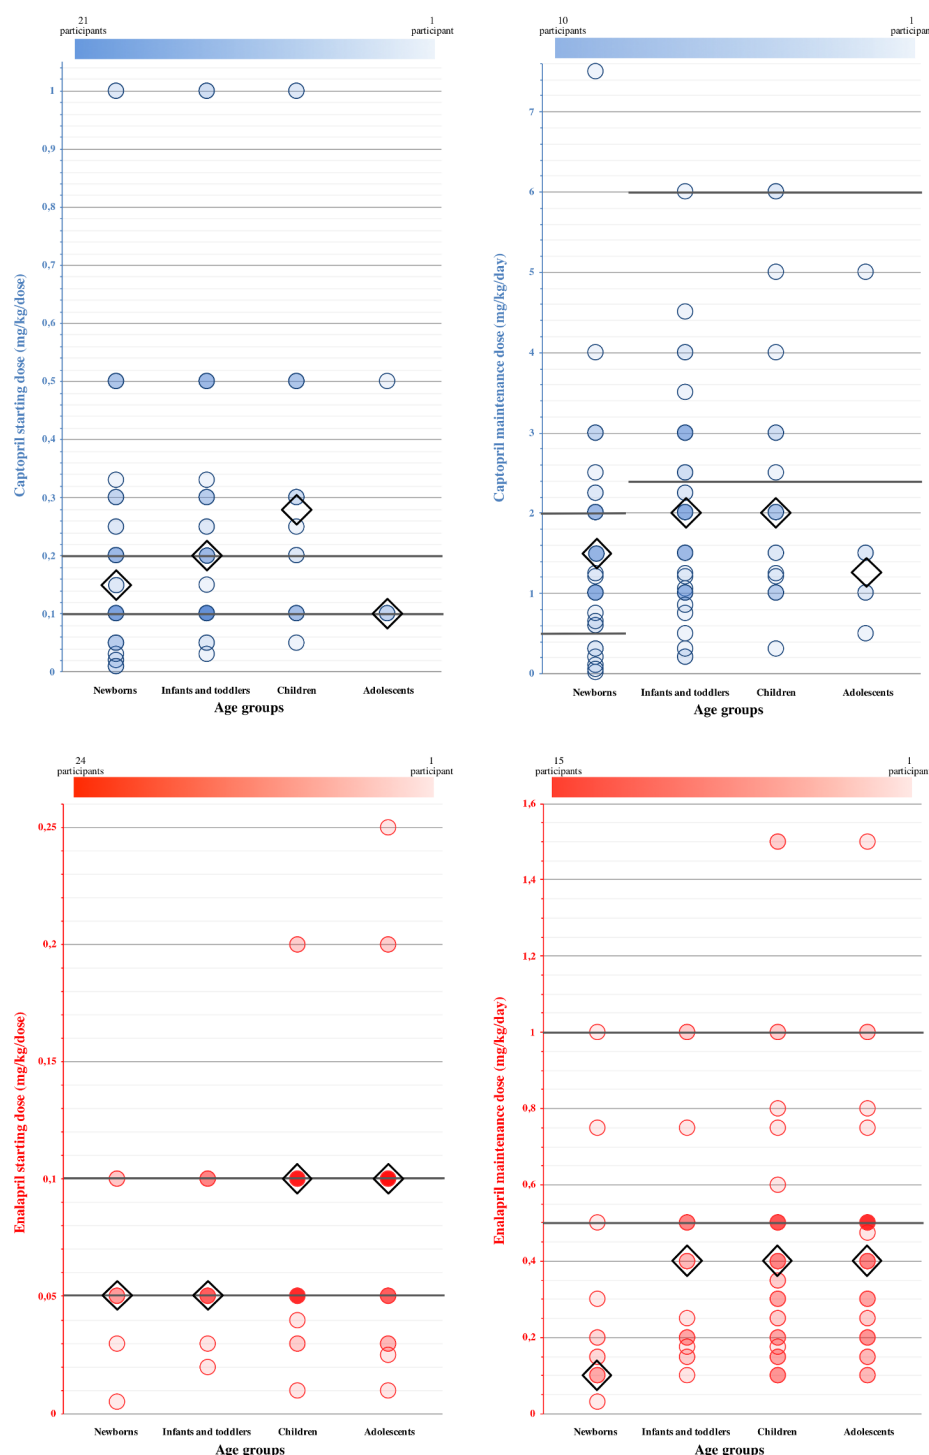 21
participants
1
participant
Captopril starting dose (mg/kg/dose)
1
0,9
0,8
0,7
0,6
0,5
0,4
0,3
0,2
0,1
0
Newborns
Infants and toddlers
Children
Adolescents
Age groups
10
participants
1
participan
Captopril maintenance dose (mg/kg/day)
7
6
5
4
3
2
1
0
Newborns
Infants and toddlers
Children
Adolescents
Age groups
24
participants
1
participant
Enalapril starting dose (mg/kg/dose)
0,25
0,2
0,15
0,1
0,05
0
Newborns
Infants and toddlers
Children
Adolescents
Age groups
15
participants
1
participan
Enalapril maintenance dose (mg/kg/day)
1,6
1,4
1,2
1
0,8
0,6
0,4
0,2
0
Newborns
Infants and toddlers
Children
Adolescents
Age groups